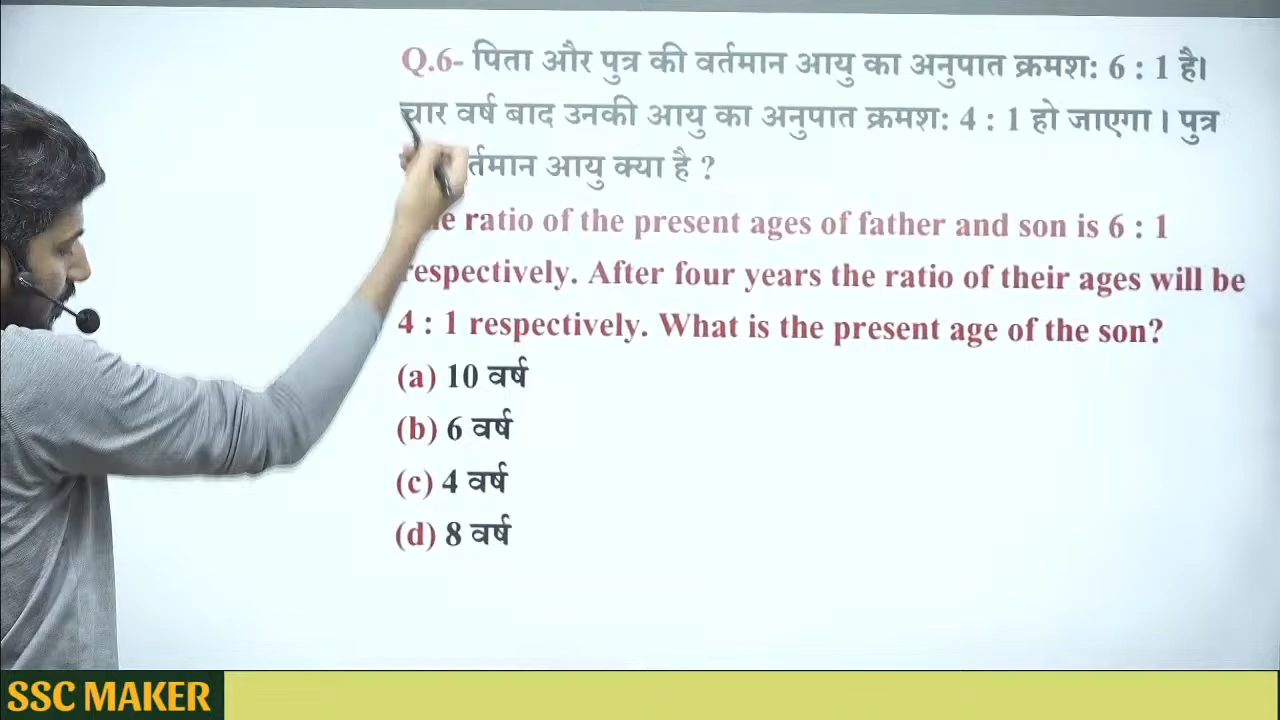 Q.6- पिता और पुत्र की वर्तमान आयु का अनुपात क्रमश: 6 : 1 है।
चार वर्ष बाद उनकी आयु का अनुपात क्रमश: 4 : 1 हो जाएगा। पुत्र
आयु क्या है ?
ratio of the present ages of father and son is 6 : 1
respectively. After four years the ratio of their ages will be
4 : 1 respectively. What is the present age of the son?
(a) 10 वर्ष
(b) 6 वर्ष
(c) 4 वर्ष
(d) 8 वर्ष
SSC MAKER